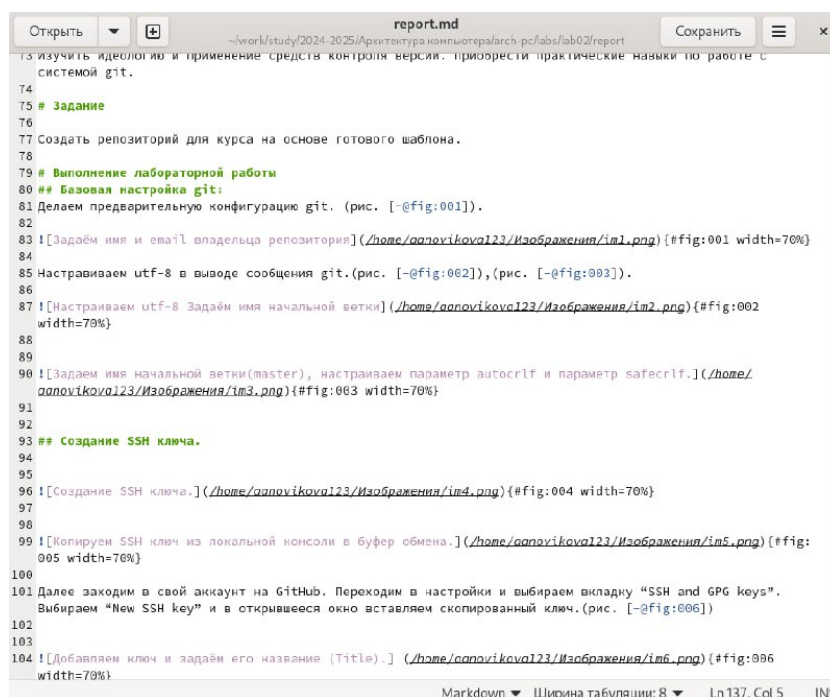 Открыть
report.md
~/work/study/2024-2025/Архитектура компьютера/arch-pc/labs/lab02/report
Сохранить
73 Изучить идеологию и применение средств контроля версий. Приобрести практические навыки по работе с
системой git.
74
75 # Задание
76
77 Создать репозиторий для курса на основе готового шаблона.
78
79 # Выполнение лабораторной работы
80 ## Базовая настройка git:
81 Делаем предварительную конфигурацию git. (рис. [-@fig:001]).
82
83 ![Задаём имя и email владельца репозитория](/home/aanovikova123/Изображения/im1.png){#fig:001 width=70%}
84
85 Настравиваем utf-8 в выводе сообщения git.(рис. [-@fig:002]),(рис. [-@fig:003]).
86
87 ![Настраиваем utf-8 Задаём имя начальной ветки](/home/aanovikova123/Изображения/im2.png){#fig:002
width=70%}
88
89
90 ![Задаем имя начальной ветки(master), настраиваем параметр autocrlf и параметр safecrlf.](/home/
aanovikova123/Изображения/im3.png){#fig:003 width=70%}
91
92
93 ## Создание SSH ключа.
94
95
96 ![Создание SSH ключа.](/home/aanovikova123/Изображения/im4.png){#fig:004 width=70%}
97
98
99 ![Копируем SSH ключ из локальной консоли в буфер обмена.](/home/aanovikova123/Изображения/im5.png){#fig:
005 width=70%}
100
101 Далее заходим в свой аккаунт на GitHub. Переходим в настройки и выбираем вкладку “SSH and GPG keys”.
Выбираем “New SSH key” и в открывшееся окно вставляем скопированный ключ.(рис. [-@fig:006])
102
103
104 ![Добавляем ключ и задаём его название (Title).] (/home/aanovikova123/Изображения/im6.png){#fig:006
width=70%}
Markdown Ширина табуляции: 8 Ln 137, Col 5 IN